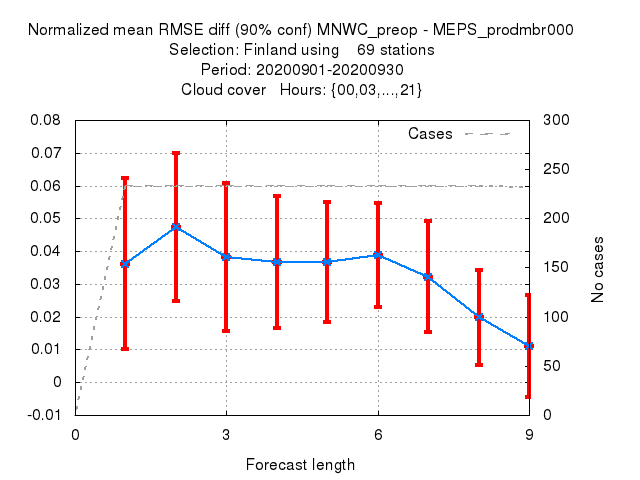 Normalized mean RMSE diff (90% conf) MNWC_preop - MEPS_prodmbr000
Selection: Finland using    69 stations
Period: 20200901-20200930
Cloud cover   Hours: {00,03,...,21}
Cases
0.08
0.07
0.06
0.05
0.04
0.03
0.02
0.01
0
-0.01
300
250
200
150
100
50
0
No cases
0 3 6 9
Forecast length